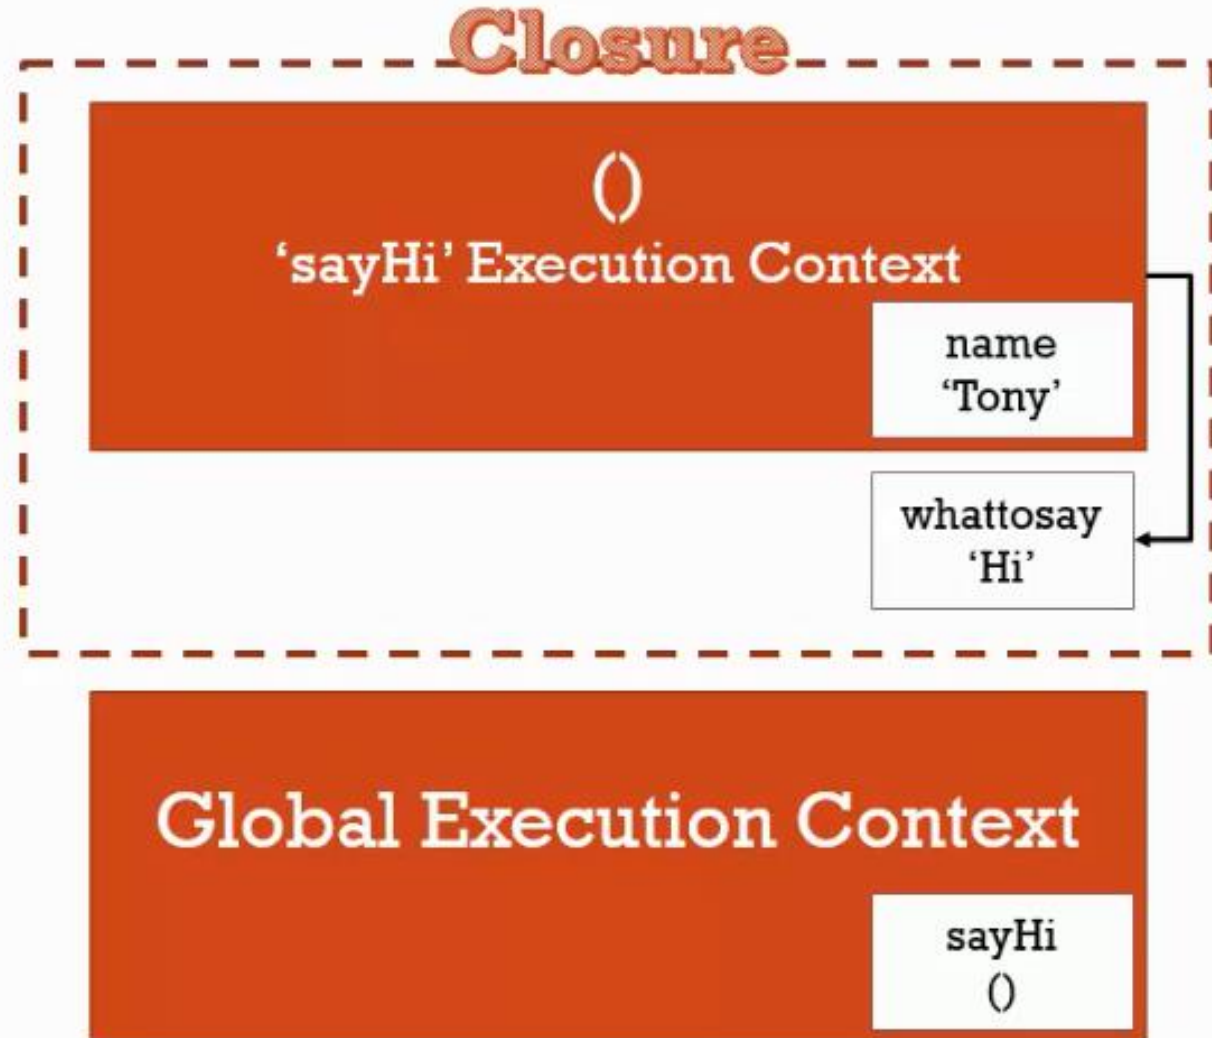 Closure
()
‘sayHi’ Execution Context
name
‘Tony’
whattosay
‘Hi’
Global Execution Context
sayHi
()